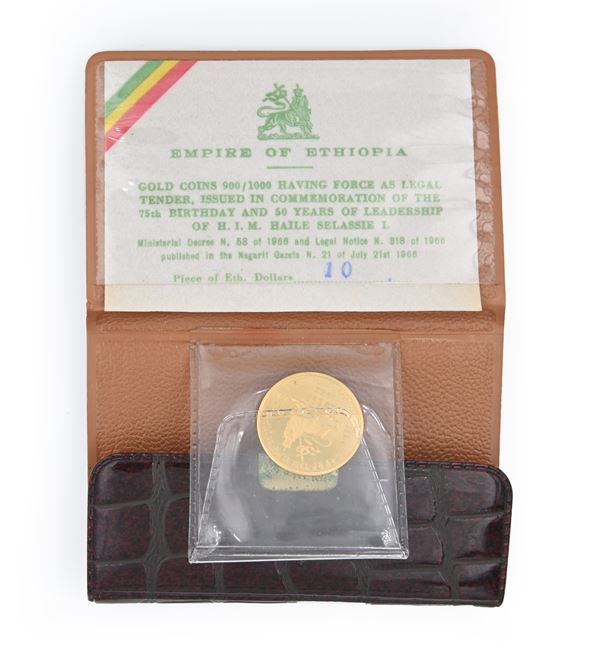 EMPIRE OF ETHIOPIA
GOLD COINS 900/1000 HAVING FORCE AS LEGAL
TENDER, ISSUED IN COMMEMORATION OF THE
75th BIRTHDAY AND 50 YEARS OF LEADERSHIP
OF H. I. M. HAILE SELASSIE I.
Ministerial Decree N. 58 of 1966 and Legal Notice N. 318 of 1966
published in the Negarit Gazeta N. 21 of July 21st 1966
Piece of Eth. Dollars 10